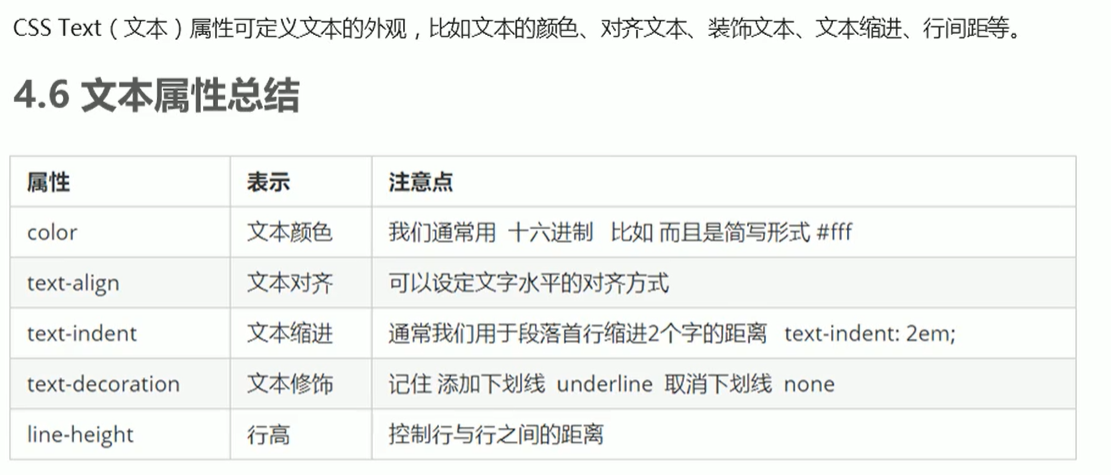 CSS Text（文本）属性可定义文本的外观，比如文本的颜色、对齐文本、装饰文本、文本缩进、行间距等。
4.6 文本属性总结
属性 表示 注意点
color 文本颜色 我们通常用 十六进制 比如 而且是简写形式 #fff
text-align 文本对齐 可以设定文字水平的对齐方式
text-indent 文本缩进 通常我们用于段落首行缩进2个字的距离 text-indent: 2em;
text-decoration 文本修饰 记住 添加下划线 underline 取消下划线 none
line-height 行高 控制行与行之间的距离